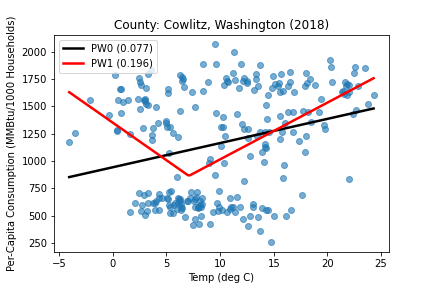 County: Cowlitz, Washington (2018)
PW0 (0.077)
PW1 (0.196)
Per-Capita Consumption (MMBtu/1000 Households)
2000
1750
1500
1250
1000
750
500
250
-5 0 5 10 15 20 25
Temp (deg C)